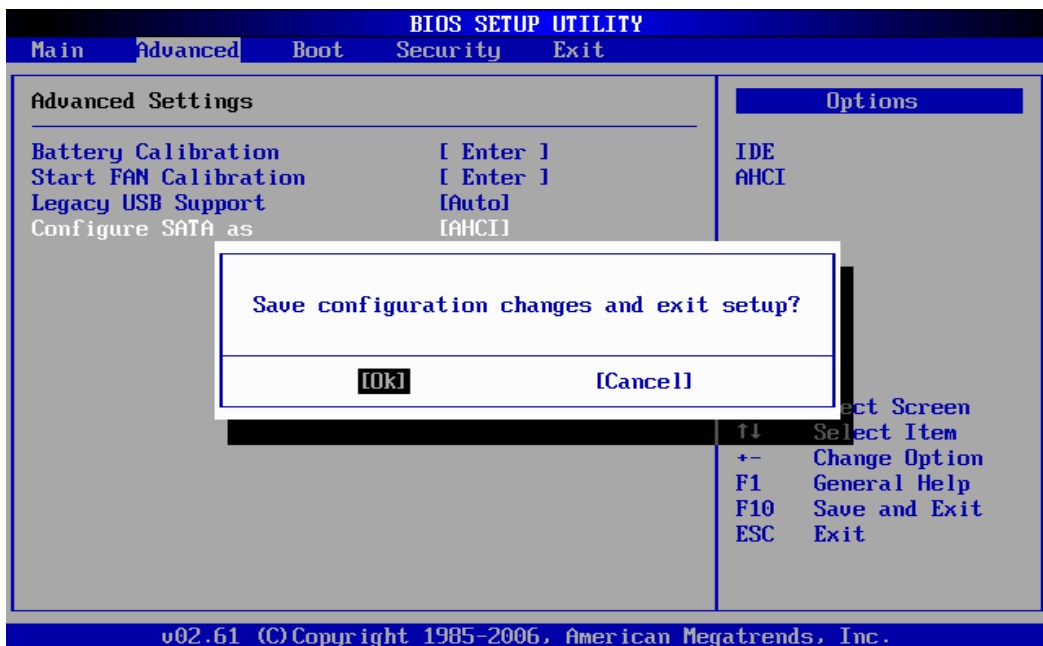 BIOS SETUP UTILITY
Main Advanced Boot Security Exit
Advanced Settings
Battery Calibration [ Enter ]
Start FAN Calibration [ Enter ]
Legacy USB Support [Auto]
Configure SATA as [AHCI]
Options
IDE
AHCI
Save configuration changes and exit setup?
[Ok] [Cancel]
Screen
↑↓ Select Item
+- Change Option
F1 General Help
F10 Save and Exit
ESC Exit
v02.61 (C)Copyright 1985-2006, American Megatrends, Inc.